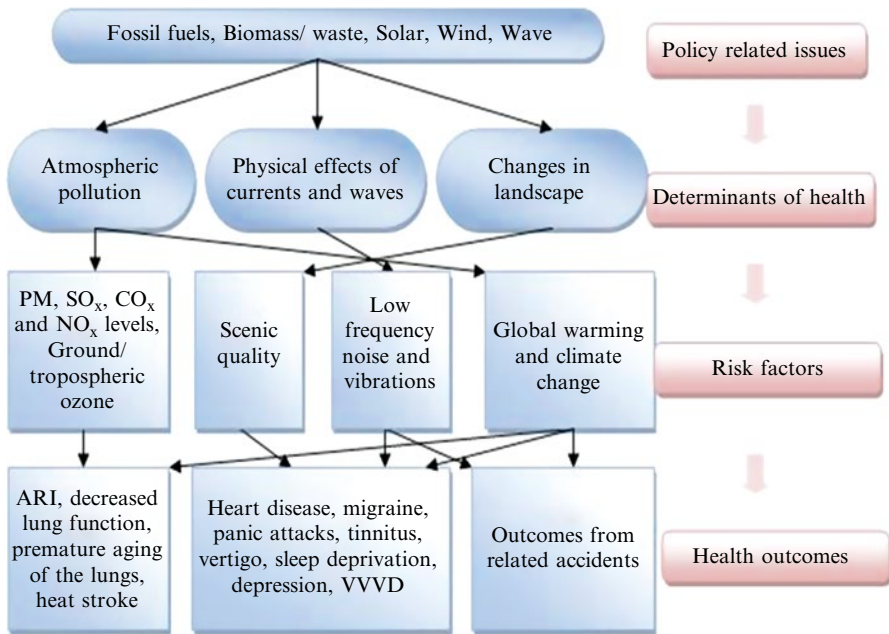 Fossil fuels, Biomass/ waste, Solar, Wind, Wave
Policy related issues
Atmospheric
pollution
Physical effects of
currents and waves
Changes in
landscape
Determinants of health
PM, SOx, COx
and NOx levels,
Ground/
tropospheric
ozone
Scenic
quality
Low
frequency
noise and
vibrations
Global warming
and climate
change
Risk factors
ARI, decreased
lung function,
premature aging
of the lungs,
heat stroke
Heart disease, migraine,
panic attacks, tinnitus,
vertigo, sleep deprivation,
depression, VVVD
Outcomes from
related accidents
Health outcomes